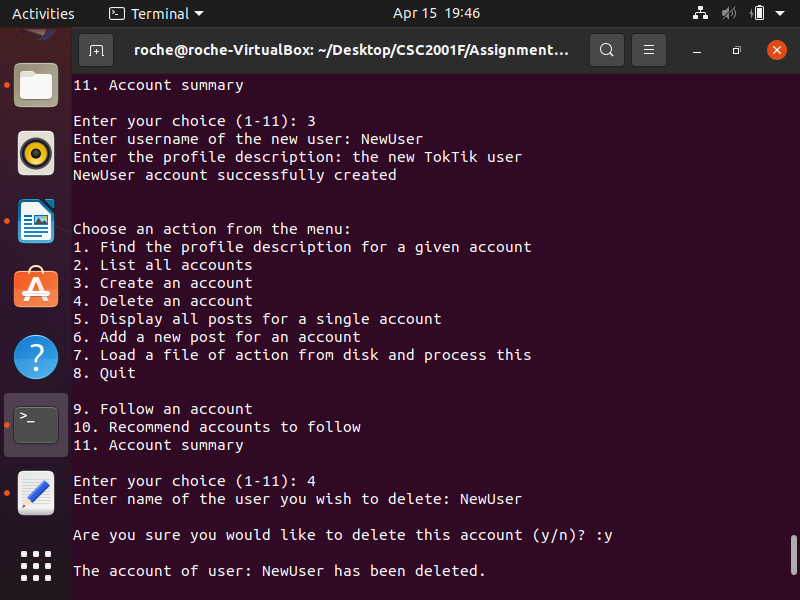 Activities
Terminal
Apr 15 19:46
roche@roche-VirtualBox: ~/Desktop/CSC2001F/Assignment...
11. Account summary
Enter your choice (1-11): 3
Enter username of the new user: NewUser
Enter the profile description: the new TokTik user
NewUser account successfully created
Choose an action from the menu:
1. Find the profile description for a given account
2. List all accounts
3. Create an account
4. Delete an account
5. Display all posts for a single account
6. Add a new post for an account
7. Load a file of action from disk and process this
8. Quit
9. Follow an account
10. Recommend accounts to follow
11. Account summary
Enter your choice (1-11): 4
Enter name of the user you wish to delete: NewUser
Are you sure you would like to delete this account (y/n)? :y
The account of user: NewUser has been deleted.